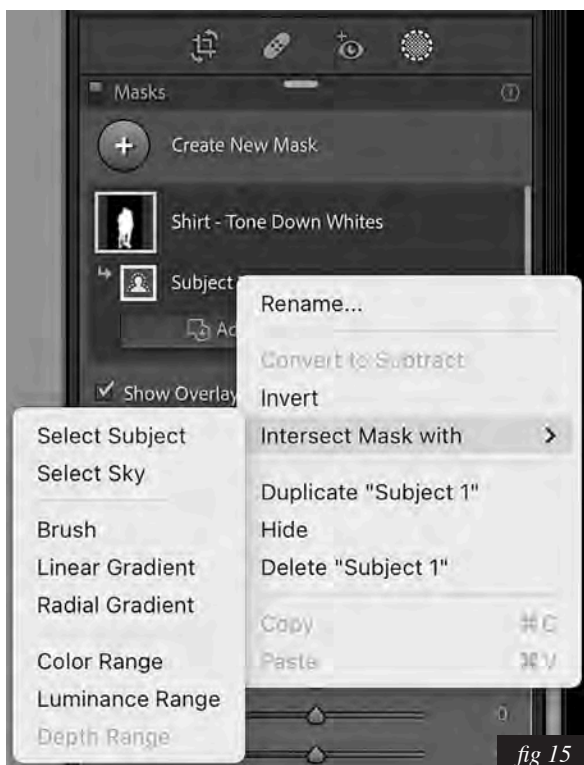 Masks
Create New Mask
Shirt - Tone Down Whites
Subject
Show Overlay
Rename...
Convert to Subtract
Invert
Intersect Mask with
Duplicate "Subject 1"
Hide
Delete "Subject 1"
Copy ⌘C
Paste ⌘V
Select Subject
Select Sky
Brush
Linear Gradient
Radial Gradient
Color Range
Luminance Range
Depth Range
0
fig 15